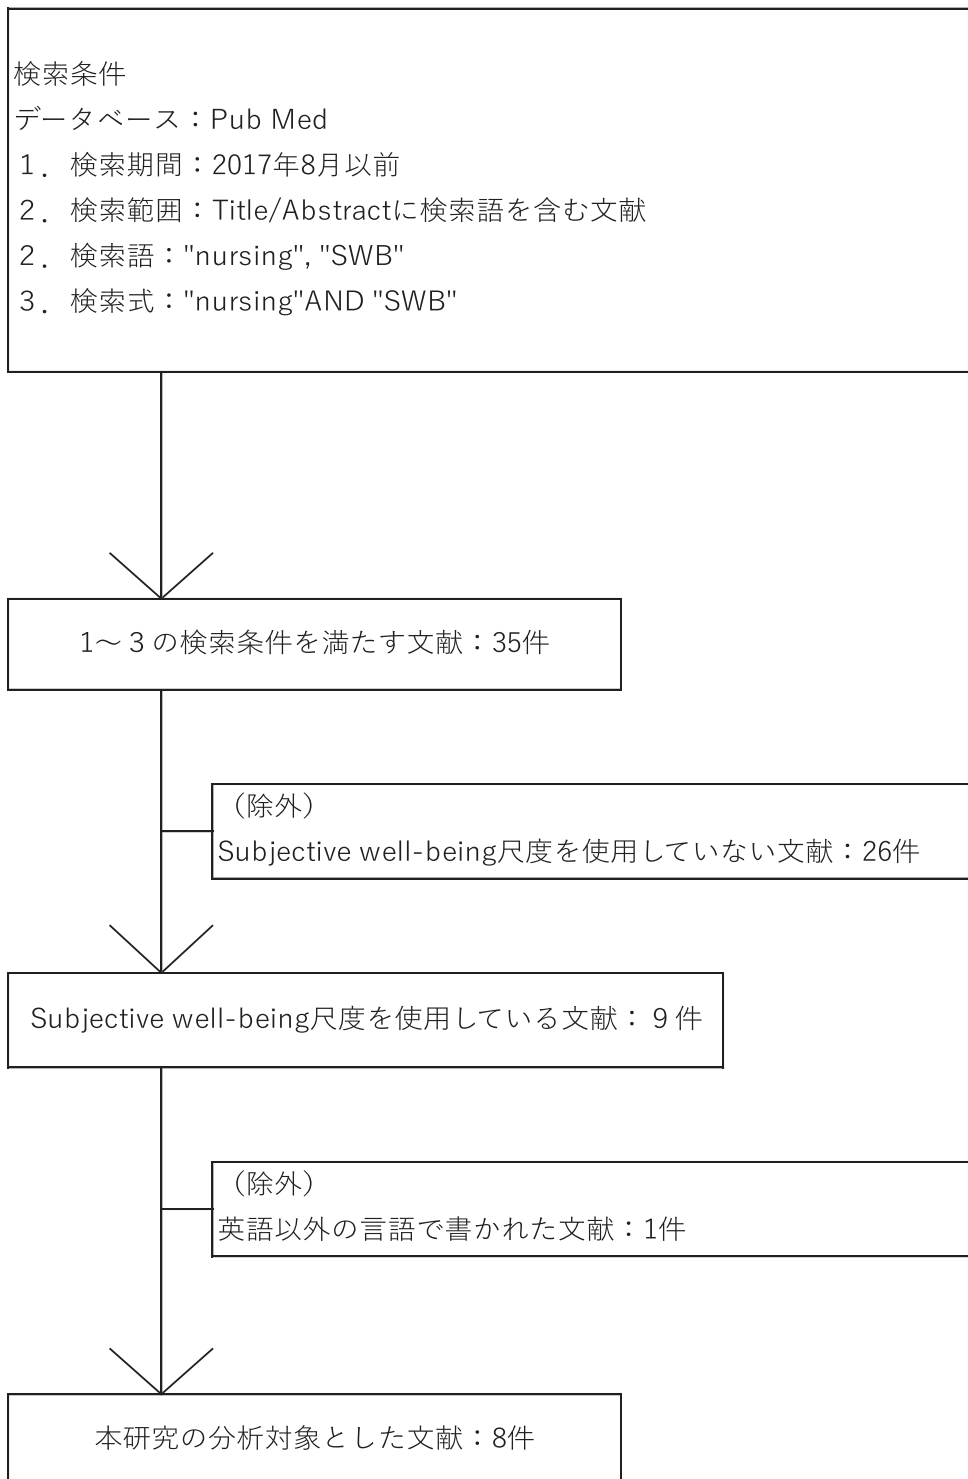 検索条件
データベース：Pub Med
１．検索期間：2017年8月以前
２．検索範囲：Title/Abstractに検索語を含む文献
２．検索語："nursing", "SWB"
３．検索式："nursing"AND "SWB"
1～３の検索条件を満たす文献：35件
（除外）
Subjective well-being尺度を使用していない文献：26件
Subjective well-being尺度を使用している文献：９件
（除外）
英語以外の言語で書かれた文献：1件
本研究の分析対象とした文献：8件